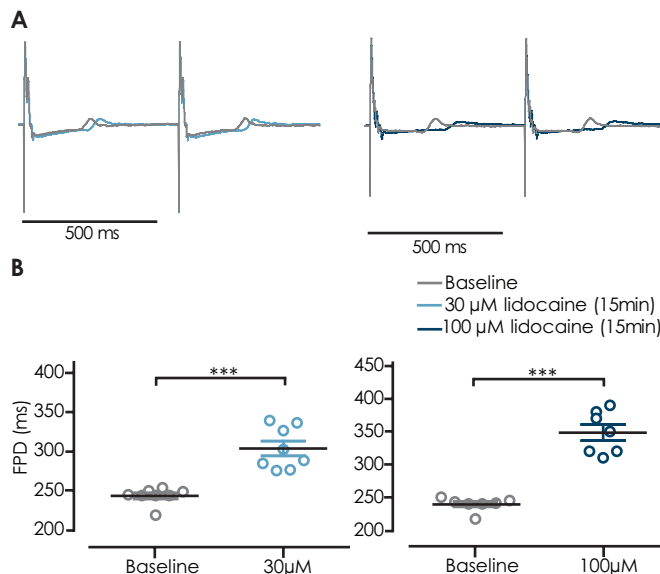 A
500 ms
500 ms
B
Baseline
30 µM lidocaine (15min)
100 µM lidocaine (15min)
FPD (ms)
400
350
300
250
200
***
Baseline
30µM
450
400
350
300
250
200
***
Baseline
100µM